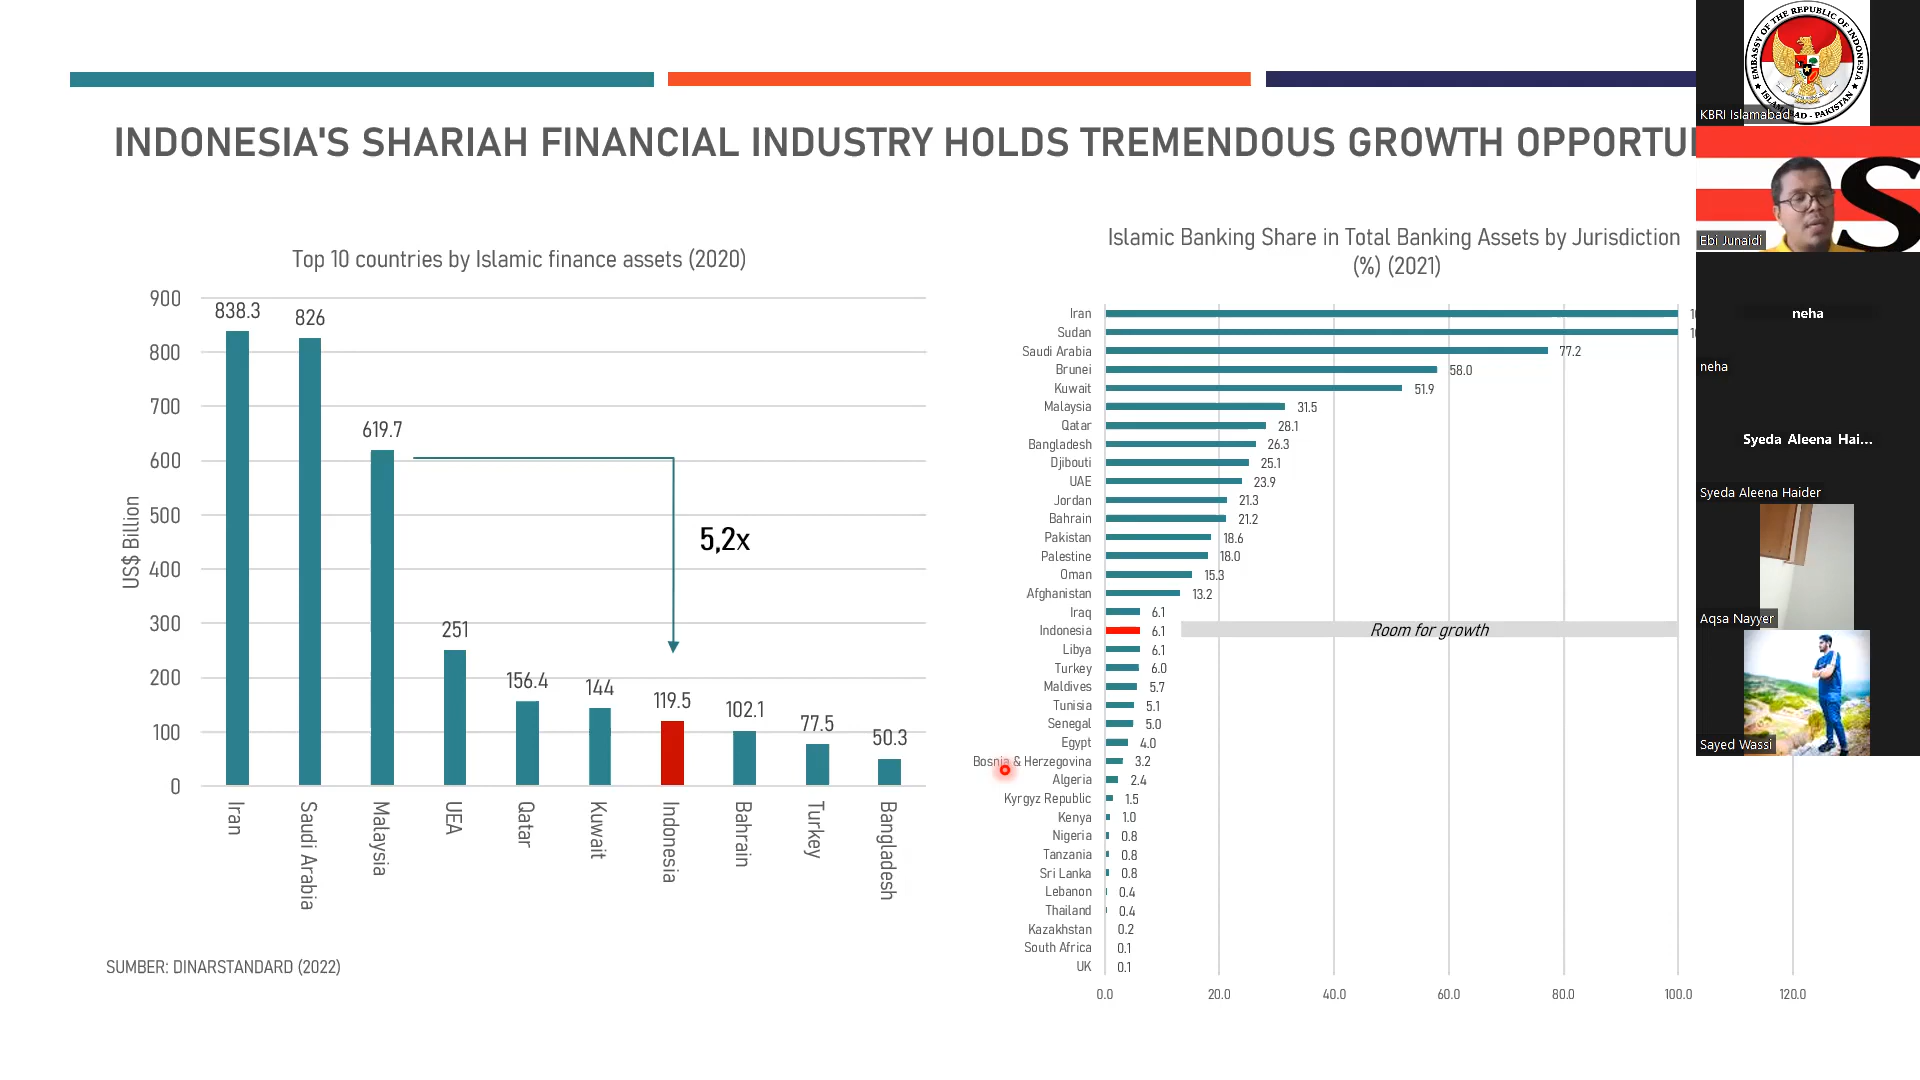 INDONESIA'S SHARIAH FINANCIAL INDUSTRY HOLDS TREMENDOUS GROWTH
Top 10 countries by Islamic finance assets (2020)
US$ Billion
900
800
700
600
500
400
300
200
100
0
838.3
826
619.7
251
156.4
144
119.5
102.1
77.5
50.3
5,2x
Iran
Saudi Arabia
Malaysia
UEA
Qatar
Kuwait
Indonesia
Bahrain
Turkey
Bangladesh
SUMBER: DINARSTANDARD (2022)
Islamic Banking Share in Total Banking Assets by Jurisdiction
(%) (2021)
Iran
Sudan
Saudi Arabia 77.2
Brunei 58.0
Kuwait 51.9
Malaysia 31.5
Qatar 28.1
Bangladesh 26.3
Djibouti 25.1
UAE 23.9
Jordan 21.3
Bahrain 21.2
Pakistan 18.6
Palestine 18.0
Oman 15.3
Afghanistan 13.2
Iraq 6.1
Indonesia 6.1 Room for growth
Libya 6.1
Turkey 6.0
Maldives 5.7
Tunisia 5.1
Senegal 5.0
Egypt 4.0
Bosnia & Herzegovina 3.2
Algeria 2.4
Kyrgyz Republic 1.5
Kenya 1.0
Nigeria 0.8
Tanzania 0.8
Sri Lanka 0.8
Lebanon 0.4
Thailand 0.4
Kazakhstan 0.2
South Africa 0.1
UK 0.1
0.0 20.0 40.0 60.0 80.0 100.0 120.0
EMBASSY OF THE REPUBLIC OF INDONESIA
KBRI Islamabad
Ebi Junaidi
neha
neha
Syeda Aleena Hai...
Syeda Aleena Haider
Aqsa Nayyer
Sayed Wassi